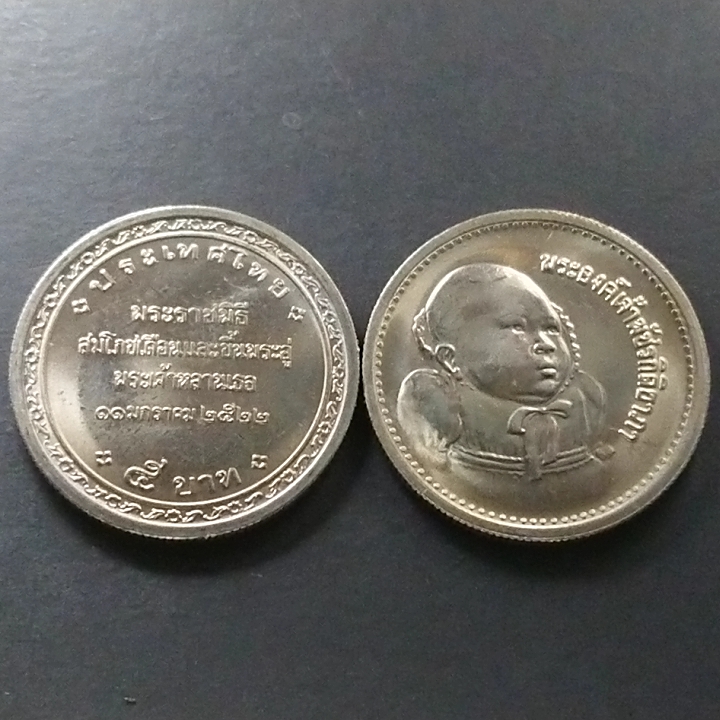 ประเทศไทย
พระราชพิธี
สมโภชเดือนและขึ้นพระอู่
พระเจ้าหลานเธอ
๑๑ มกราคม ๒๕๒๒
๕ บาท
พระองค์เจ้าพัชรกิติยาภา